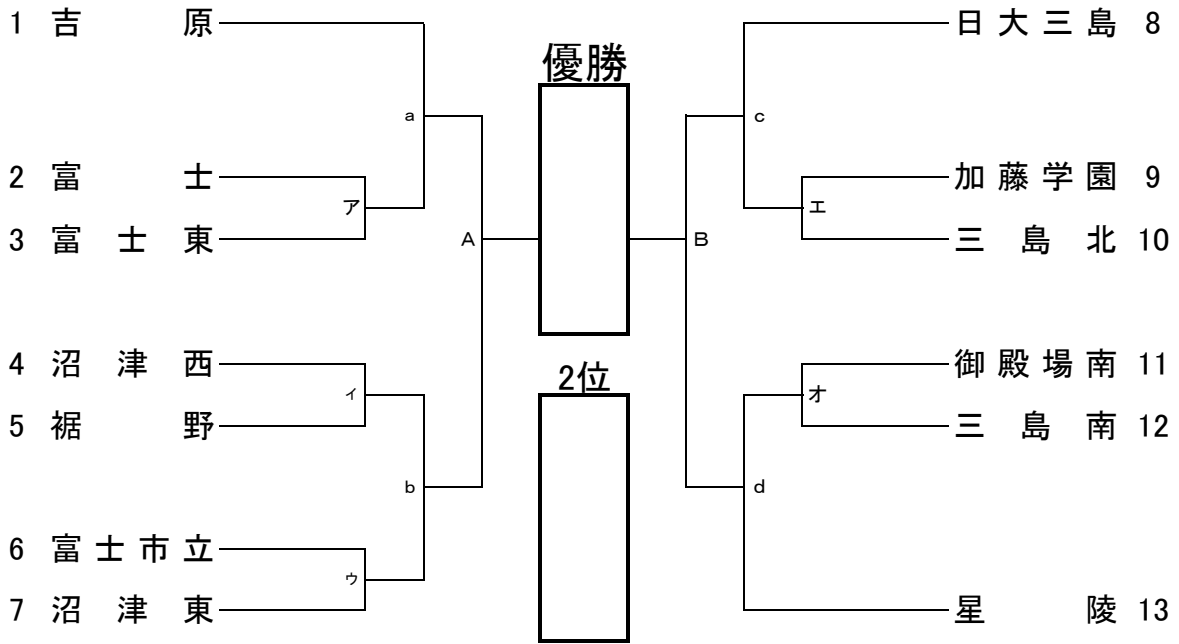 1 吉原
日大三島 8
優勝
a
c
2 富士
加藤学園 9
ア
エ
3 富士東
A
B
三島北 10
4 沼津西
2位
御殿場南 11
イ
オ
5 裾野
三島南 12
b
d
6 富士市立
ウ
7 沼津東
星陵 13